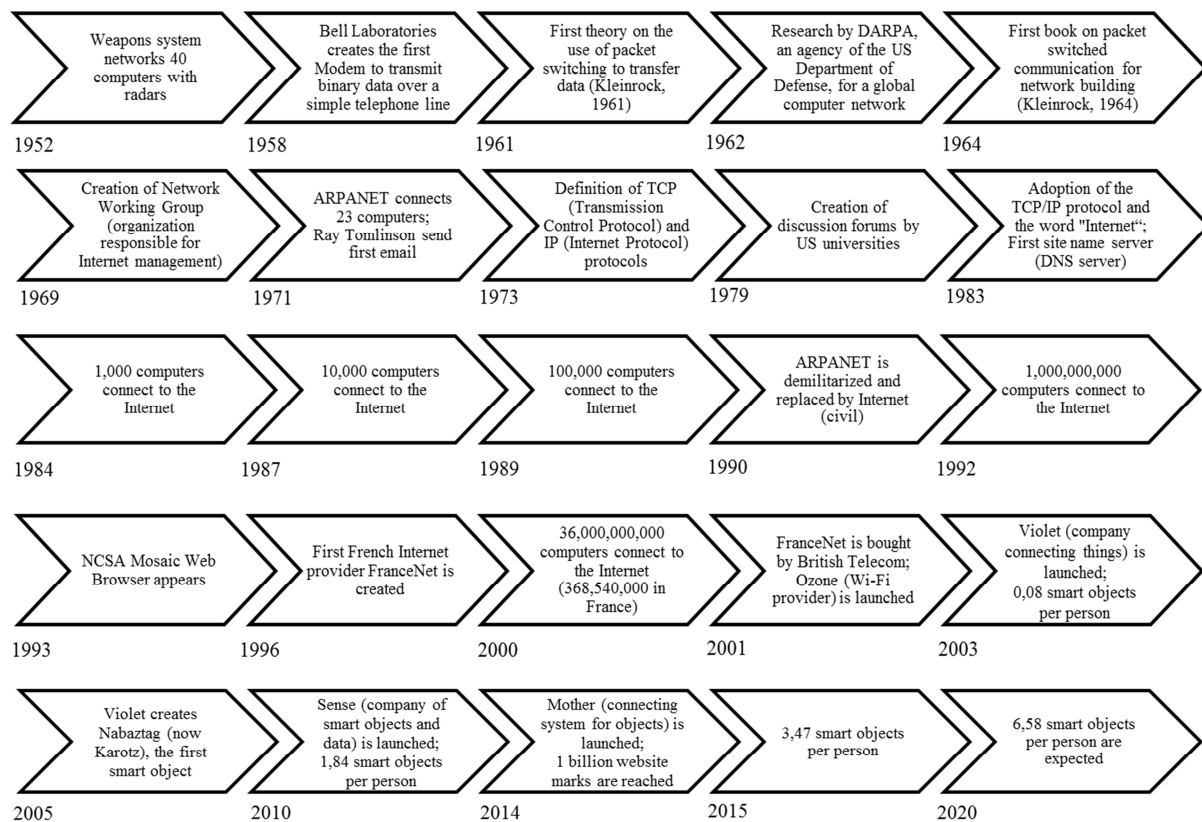 Weapons system
networks 40
computers with
radars
1952
Bell Laboratories
creates the first
Modem to transmit
binary data over a
simple telephone line
1958
First theory on the
use of packet
switching to transfer
data (Kleinrock,
1961)
1961
Research by DARPA,
an agency of the US
Department of
Defense, for a global
computer network
1962
First book on packet
switched
communication for
network building
(Kleinrock, 1964)
1964
Creation of Network
Working Group
(organization
responsible for
Internet management)
1969
ARPANET connects
23 computers;
Ray Tomlinson send
first email
1971
Definition of TCP
(Transmission
Control Protocol) and
IP (Internet Protocol)
protocols
1973
Creation of
discussion forums by
US universities
1979
Adoption of the
TCP/IP protocol and
the word "Internet“;
First site name server
(DNS server)
1983
1,000 computers
connect to the
Internet
1984
10,000 computers
connect to the
Internet
1987
100,000 computers
connect to the
Internet
1989
ARPANET is
demilitarized and
replaced by Internet
(civil)
1990
1,000,000,000
computers connect to
the Internet
1992
NCSA Mosaic Web
Browser appears
1993
First French Internet
provider FranceNet is
created
1996
36,000,000,000
computers connect to
the Internet
(368,540,000 in
France)
2000
FranceNet is bought
by British Telecom;
Ozone (Wi-Fi
provider) is launched
2001
Violet (company
connecting things) is
launched;
0,08 smart objects
per person
2003
Violet creates
Nabaztag (now
Karotz), the first
smart object
2005
Sense (company of
smart objects and
data) is launched;
1,84 smart objects
per person
2010
Mother (connecting
system for objects) is
launched;
1 billion website
marks are reached
2014
3,47 smart objects
per person
2015
6,58 smart objects
per person are
expected
2020